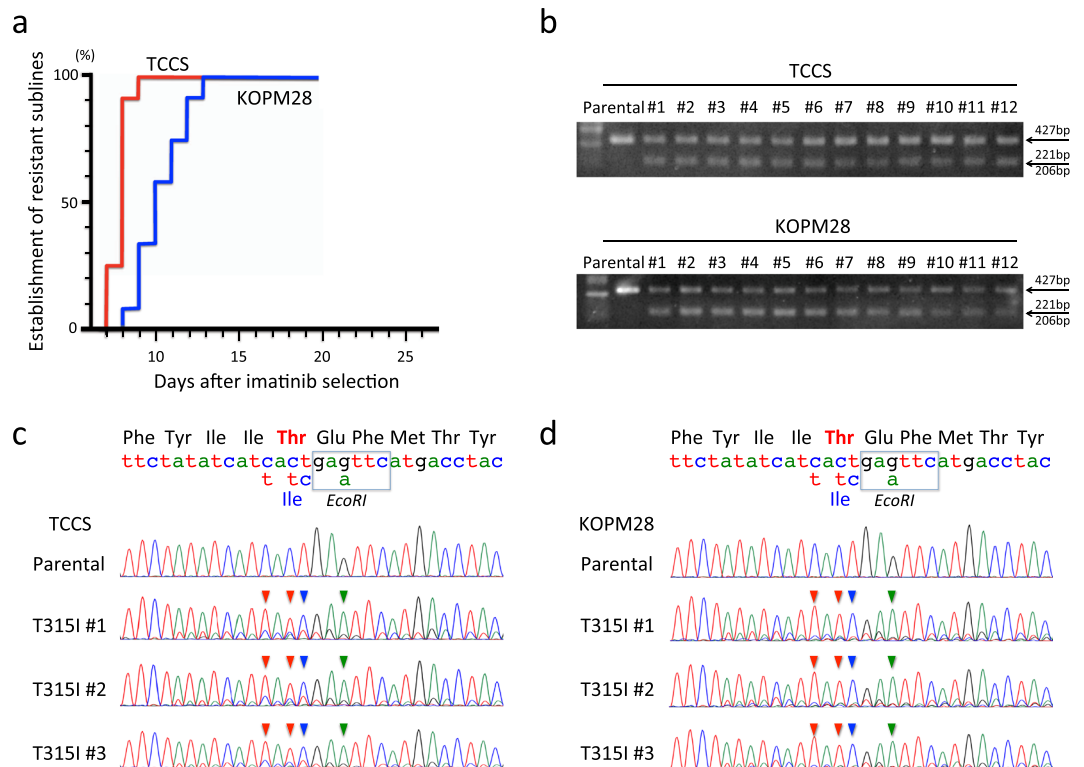 a
(%)
Establishment of resistant sublines
100
50
0
TCCS
KOPM28
10 15 20 25
Days after imatinib selection
b
TCCS
Parental #1 #2 #3 #4 #5 #6 #7 #8 #9 #10 #11 #12
427bp
221bp
206bp
KOPM28
Parental #1 #2 #3 #4 #5 #6 #7 #8 #9 #10 #11 #12
427bp
221bp
206bp
c
Phe Tyr Ile Ile Thr Glu Phe Met Thr Tyr
ttctatatcatcactgagttcatgacctac
t tc a
Ile EcoRI
TCCS
Parental
T315I #1
T315I #2
T315I #3
d
Phe Tyr Ile Ile Thr Glu Phe Met Thr Tyr
ttctatatcatcactgagttcatgacctac
t tc a
Ile EcoRI
KOPM28
Parental
T315I #1
T315I #2
T315I #3